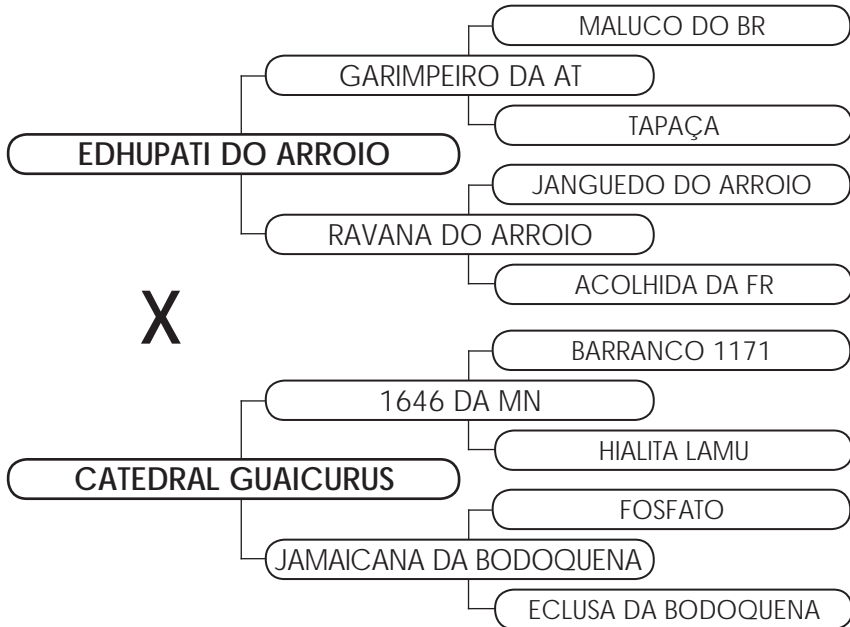 MALUCO DO BR
GARIMPEIRO DA AT
TAPAÇA
EDHUPATI DO ARROIO
JANGUEDO DO ARROIO
RAVANA DO ARROIO
ACOLHIDA DA FR
X
BARRANCO 1171
1646 DA MN
HIALITA LAMU
CATEDRAL GUAICURUS
FOSFATO
JAMAICANA DA BODOQUENA
ECLUSA DA BODOQUENA